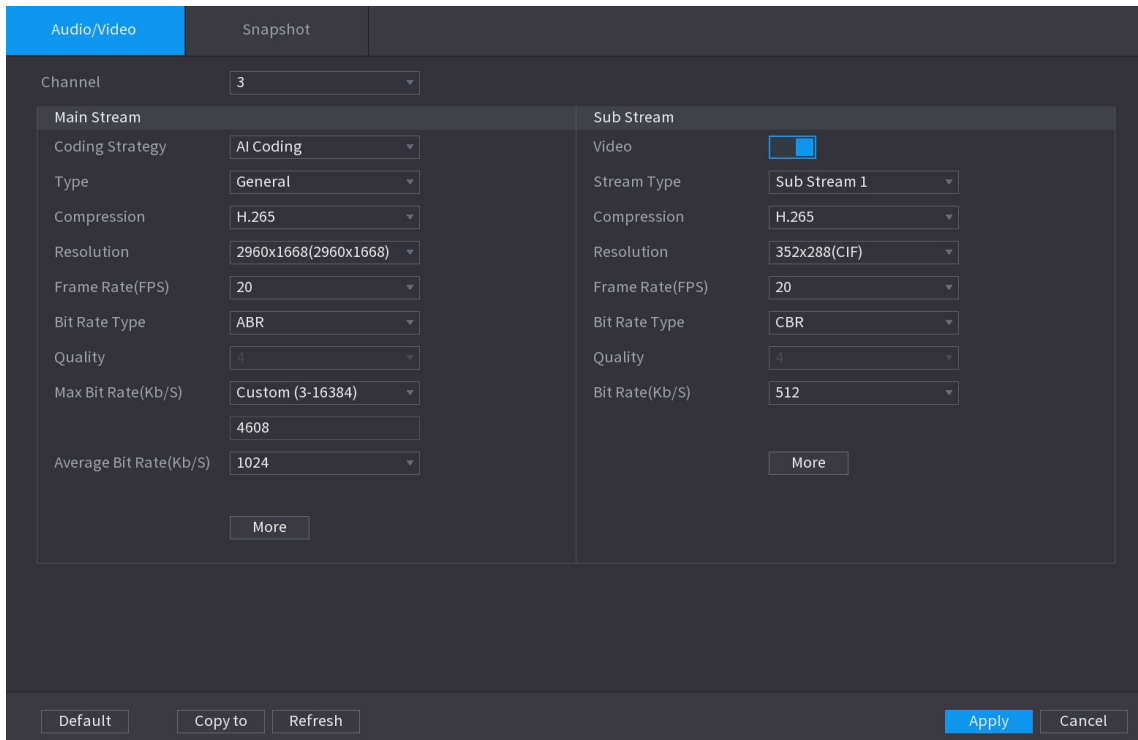 Audio/Video Snapshot
Channel 3
Main Stream Sub Stream
Coding Strategy AI Coding Video
Type General Stream Type Sub Stream 1
Compression H.265 Compression H.265
Resolution 2960x1668(2960x1668) Resolution 352x288(CIF)
Frame Rate(FPS) 20 Frame Rate(FPS) 20
Bit Rate Type ABR Bit Rate Type CBR
Quality 4 Quality 4
Max Bit Rate(Kb/S) Custom (3-16384) Bit Rate(Kb/S) 512
4608
Average Bit Rate(Kb/S) 1024 More
More
Default Copy to Refresh Apply Cancel